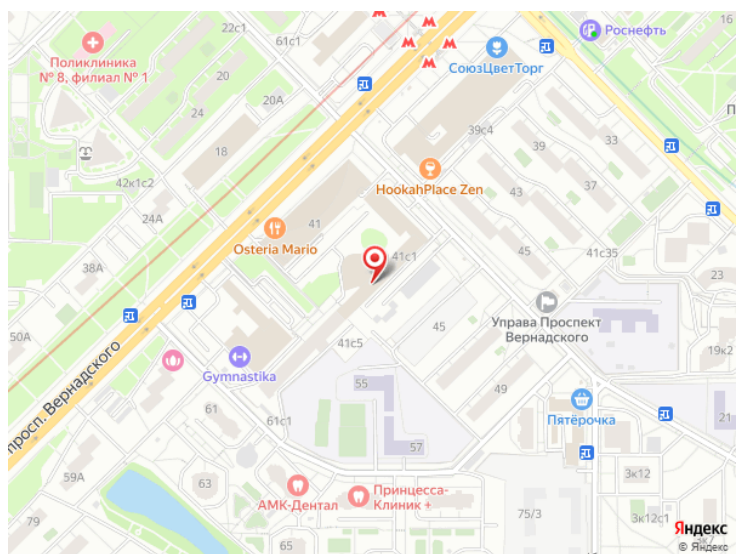 22с1
61с1
Роснефть
16
Поликлиника
№ 8, филиал № 1
24
20А
СоюзЦветТорг
18
39с4
39
33
42к1с2
24А
HookahPlace Zen
43
37
41
Osteria Mario
45
41с35
38А
41с1
23
50А
45
Управа Проспект
Вернадского
просп. Вернадского
41с5
19к2
Gymnastika
55
49
61
61с1
57
Пятёрочка
21
59А
63
АМК-Дентал
Принцесса-
Клиник +
3к12
79
65
75/3
3к12с1
Яндекс
© Яндекс